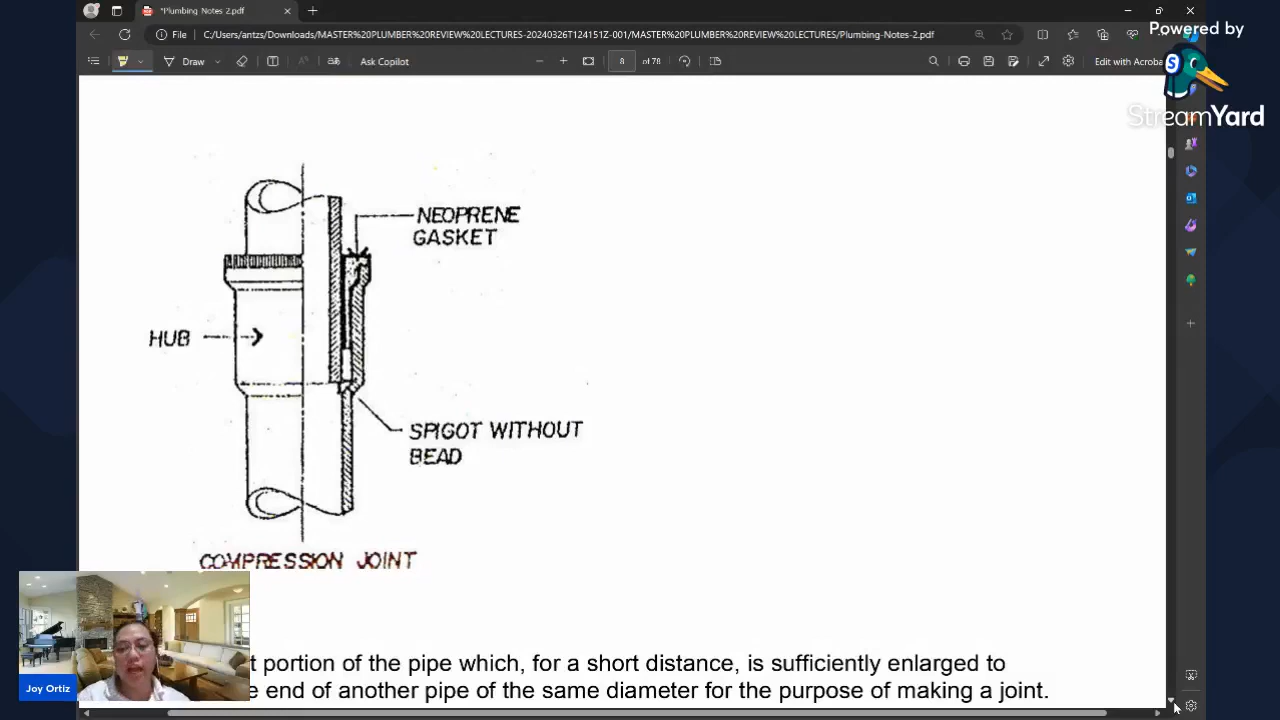 *Plumbing Notes 2.pdf
File
C:/Users/antzs/Downloads/MASTER%20PLUMBER%20REVIEW%20LECTURES-20240326T124151Z-001/MASTER%20PLUMBER%20REVIEW%20LECTURES/Plumbing-Notes-2.pdf
Powered by
StreamYard
Draw
Ask Copilot
8 of 78
Edit with Acroba
NEOPRENE
GASKET
HUB
SPIGOT WITHOUT
BEAD
COMPRESSION JOINT
t portion of the pipe which, for a short distance, is sufficiently enlarged to
e end of another pipe of the same diameter for the purpose of making a joint.
Joy Ortiz